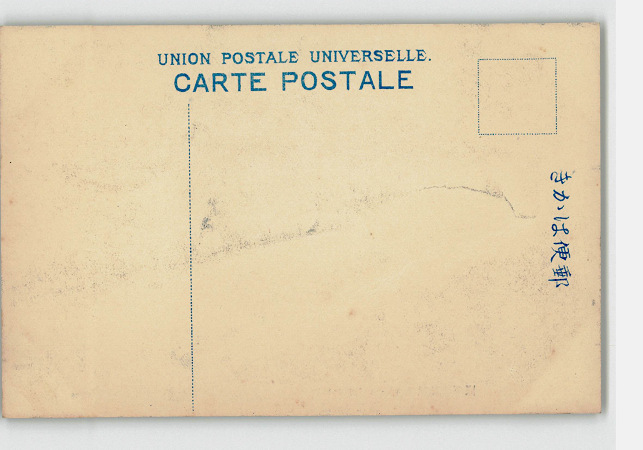 UNION POSTALE UNIVERSELLE.
CARTE POSTALE
きかは便郵